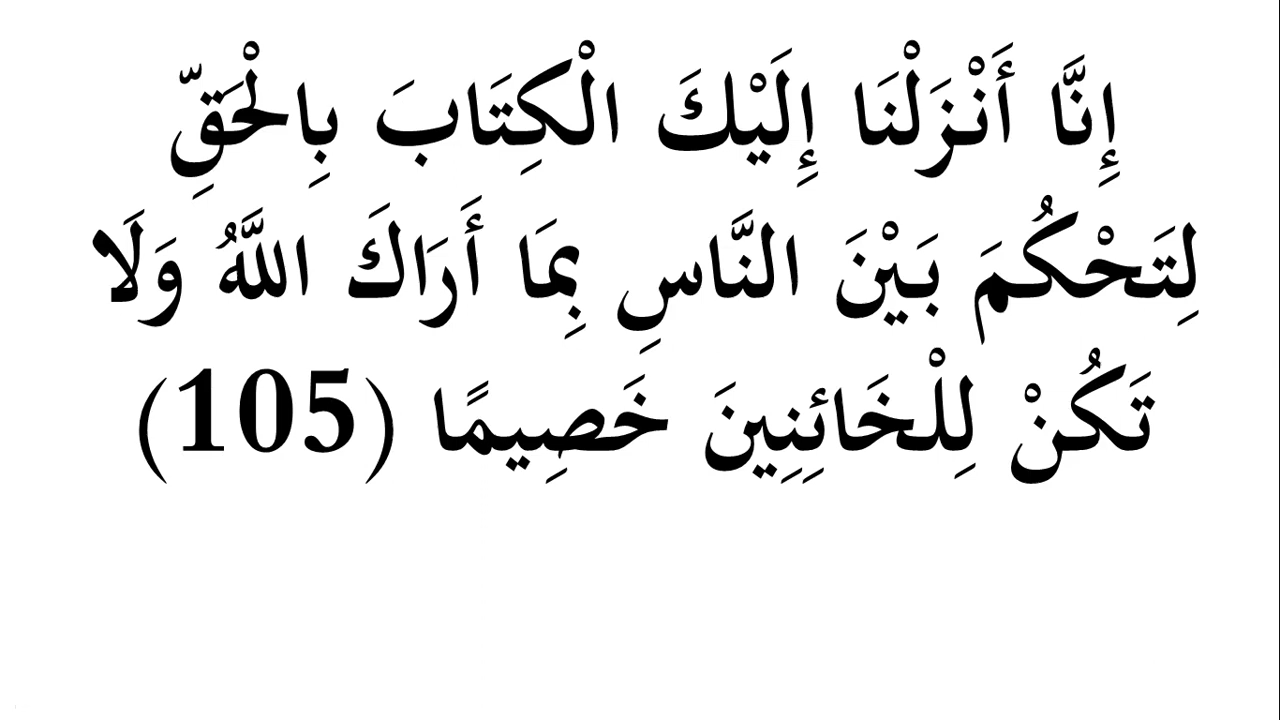 إِنَّا أَنْزَلْنَا إِلَيْكَ الْكِتَابَ بِالْحَقِّ
لِتَحْكُمَ بَيْنَ النَّاسِ بِمَا أَرَاكَ اللَّهُ وَلَا
تَكُنْ لِلْخَائِنِينَ خَصِيمًا (105)